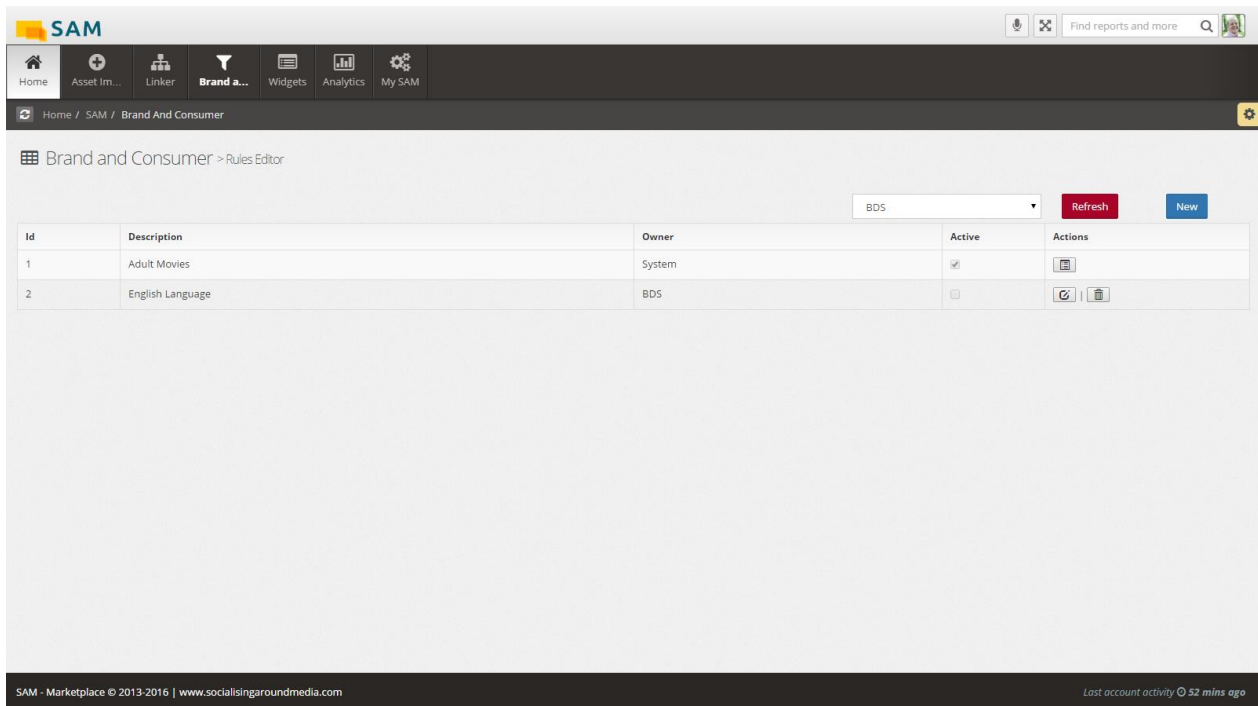 SAM
Find reports and more
Home Asset Im... Linker Brand a... Widgets Analytics My SAM
Home / SAM / Brand And Consumer
Brand and Consumer > Rules Editor
BDS Refresh New
Id Description Owner Active Actions
1 Adult Movies System
2 English Language BDS |
SAM - Marketplace © 2013-2016 | www.socialisingaroundmedia.com Last account activity 52 mins ago